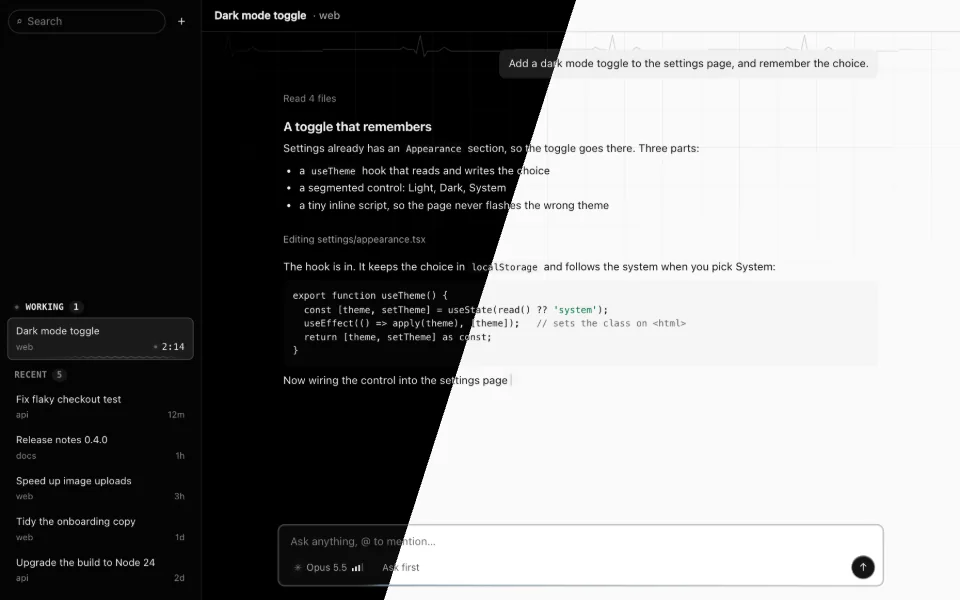 Search
+
Dark mode toggle · web
Add a dark mode toggle to the settings page, and remember the choice.
Read 4 files
A toggle that remembers
Settings already has an Appearance section, so the toggle goes there. Three parts:
• a useTheme hook that reads and writes the choice
• a segmented control: Light, Dark, System
• a tiny inline script, so the page never flashes the wrong theme
Editing settings/appearance.tsx
The hook is in. It keeps the choice in localStorage and follows the system when you pick System:
export function useTheme() {
const [theme, setTheme] = useState(read() ?? 'system');
useEffect(() => apply(theme), [theme]); // sets the class on <html>
return [theme, setTheme] as const;
}
Now wiring the control into the settings page
WORKING 1
Dark mode toggle
web 2:14
RECENT 5
Fix flaky checkout test
api 12m
Release notes 0.4.0
docs 1h
Speed up image uploads
web 3h
Tidy the onboarding copy
web 1d
Upgrade the build to Node 24
api 2d
Ask anything, @ to mention...
Opus 5.5 Ask first